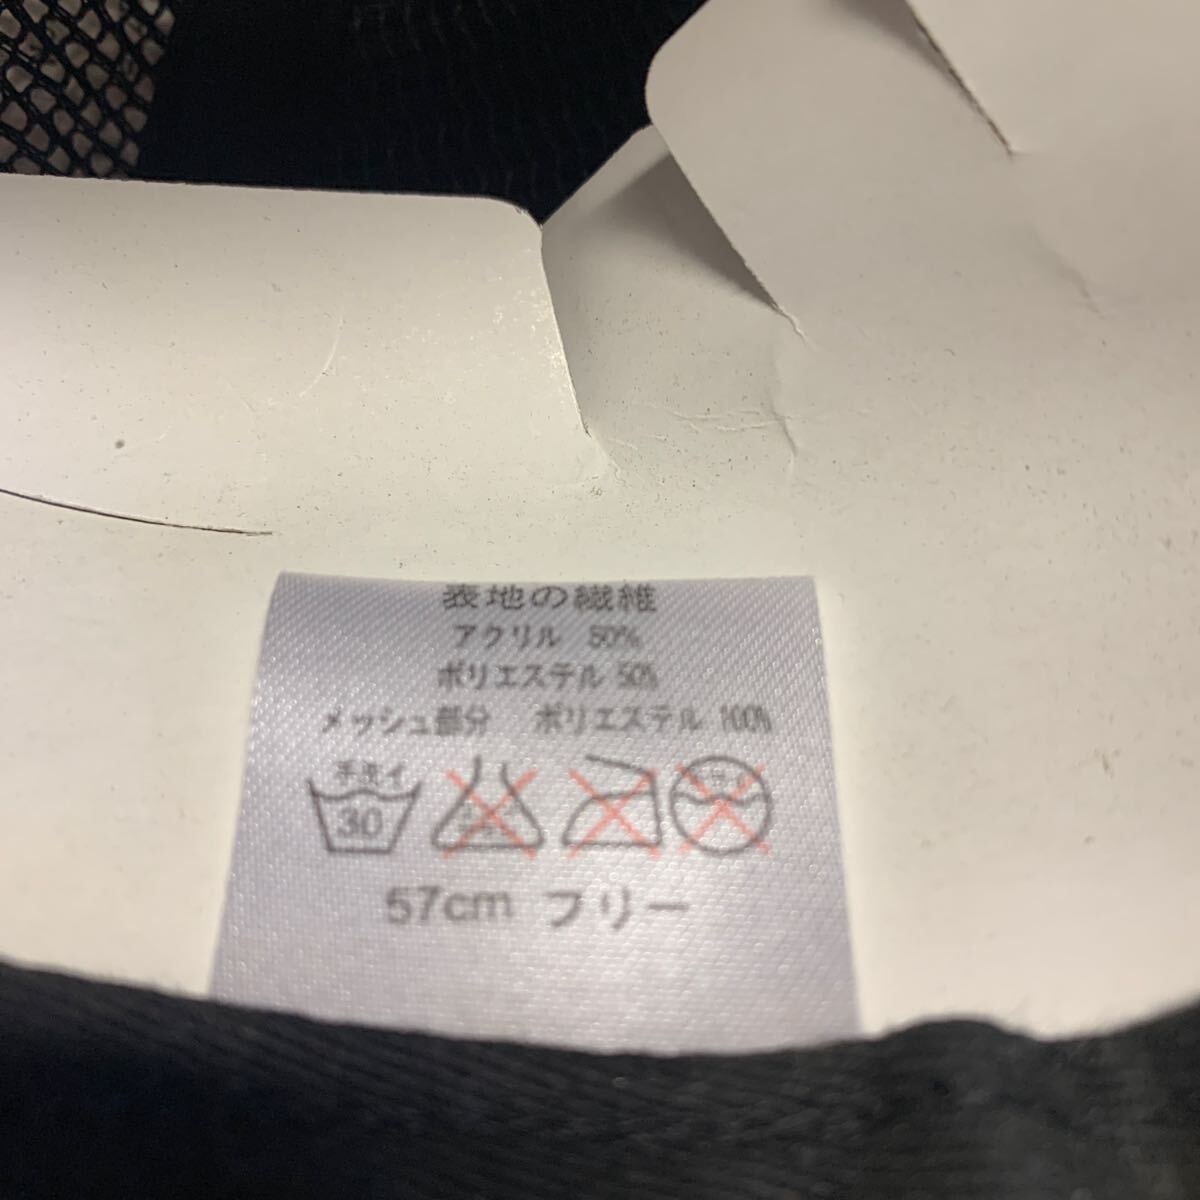 表地の繊維
アクリル 50%
ポリエステル 50%
メッシュ部分 ポリエステル 100%
手洗イ
30
57cm フリー